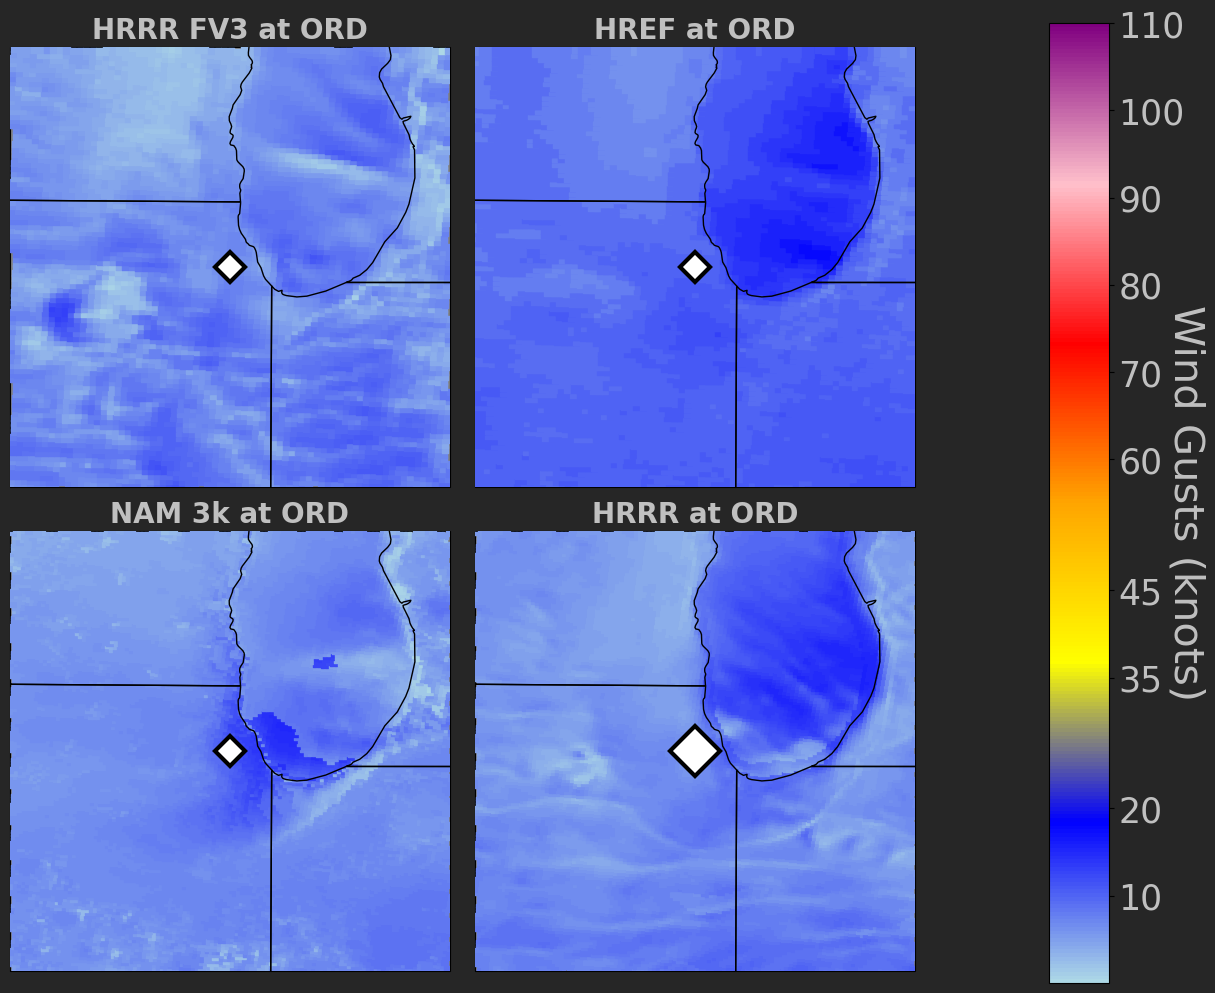 HRRR FV3 at ORD
HREF at ORD
NAM 3k at ORD
HRRR at ORD
110
100
90
80
70
60
45
35
20
10
Wind Gusts (knots)